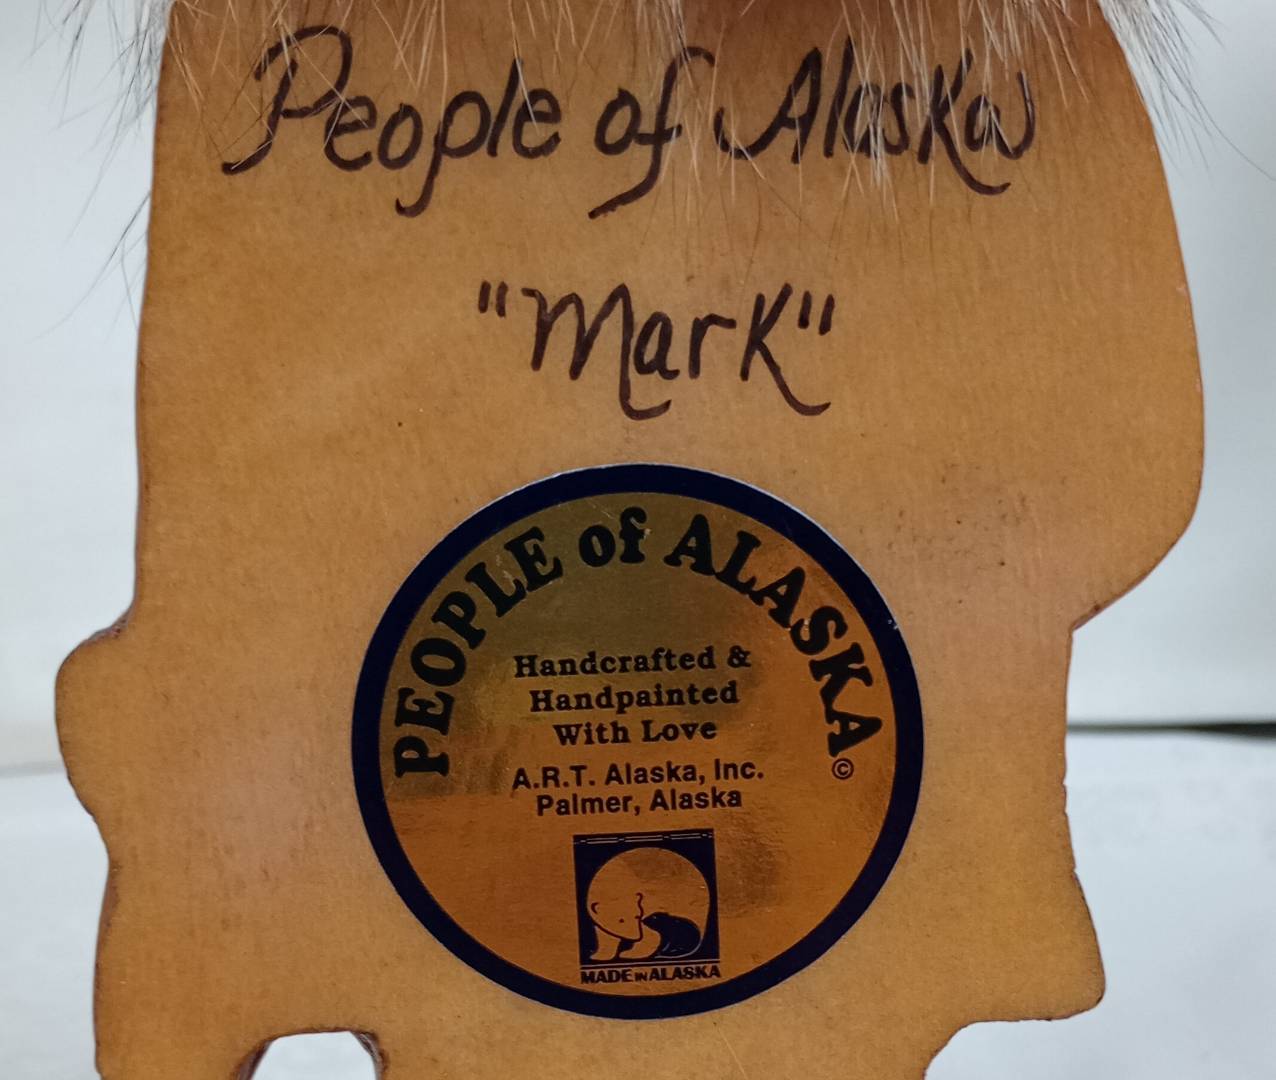 People of Alaska
"Mark"
PEOPLE of ALASKA
©
Handcrafted &
Handpainted
With Love
A.R.T. Alaska, Inc.
Palmer, Alaska
MADE IN ALASKA